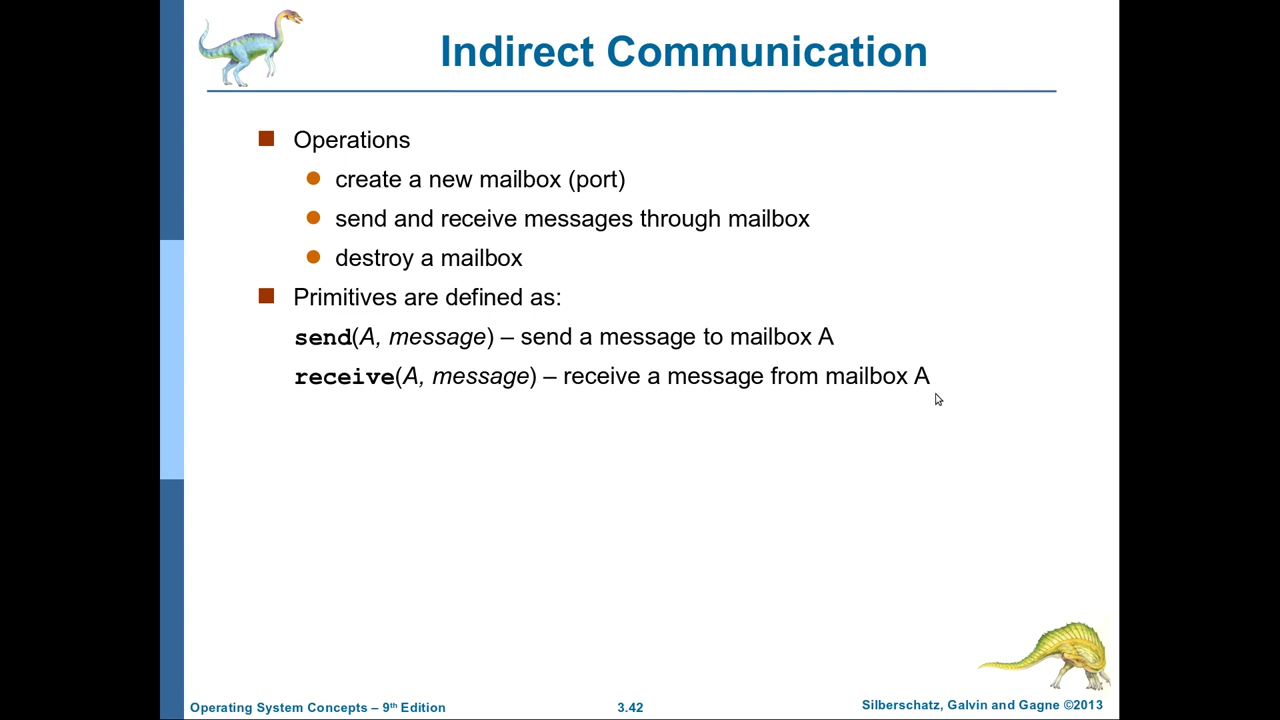 Indirect Communication
Operations
create a new mailbox (port)
send and receive messages through mailbox
destroy a mailbox
Primitives are defined as:
send(A, message) – send a message to mailbox A
receive(A, message) – receive a message from mailbox A
Operating System Concepts – 9th Edition
3.42
Silberschatz, Galvin and Gagne ©2013